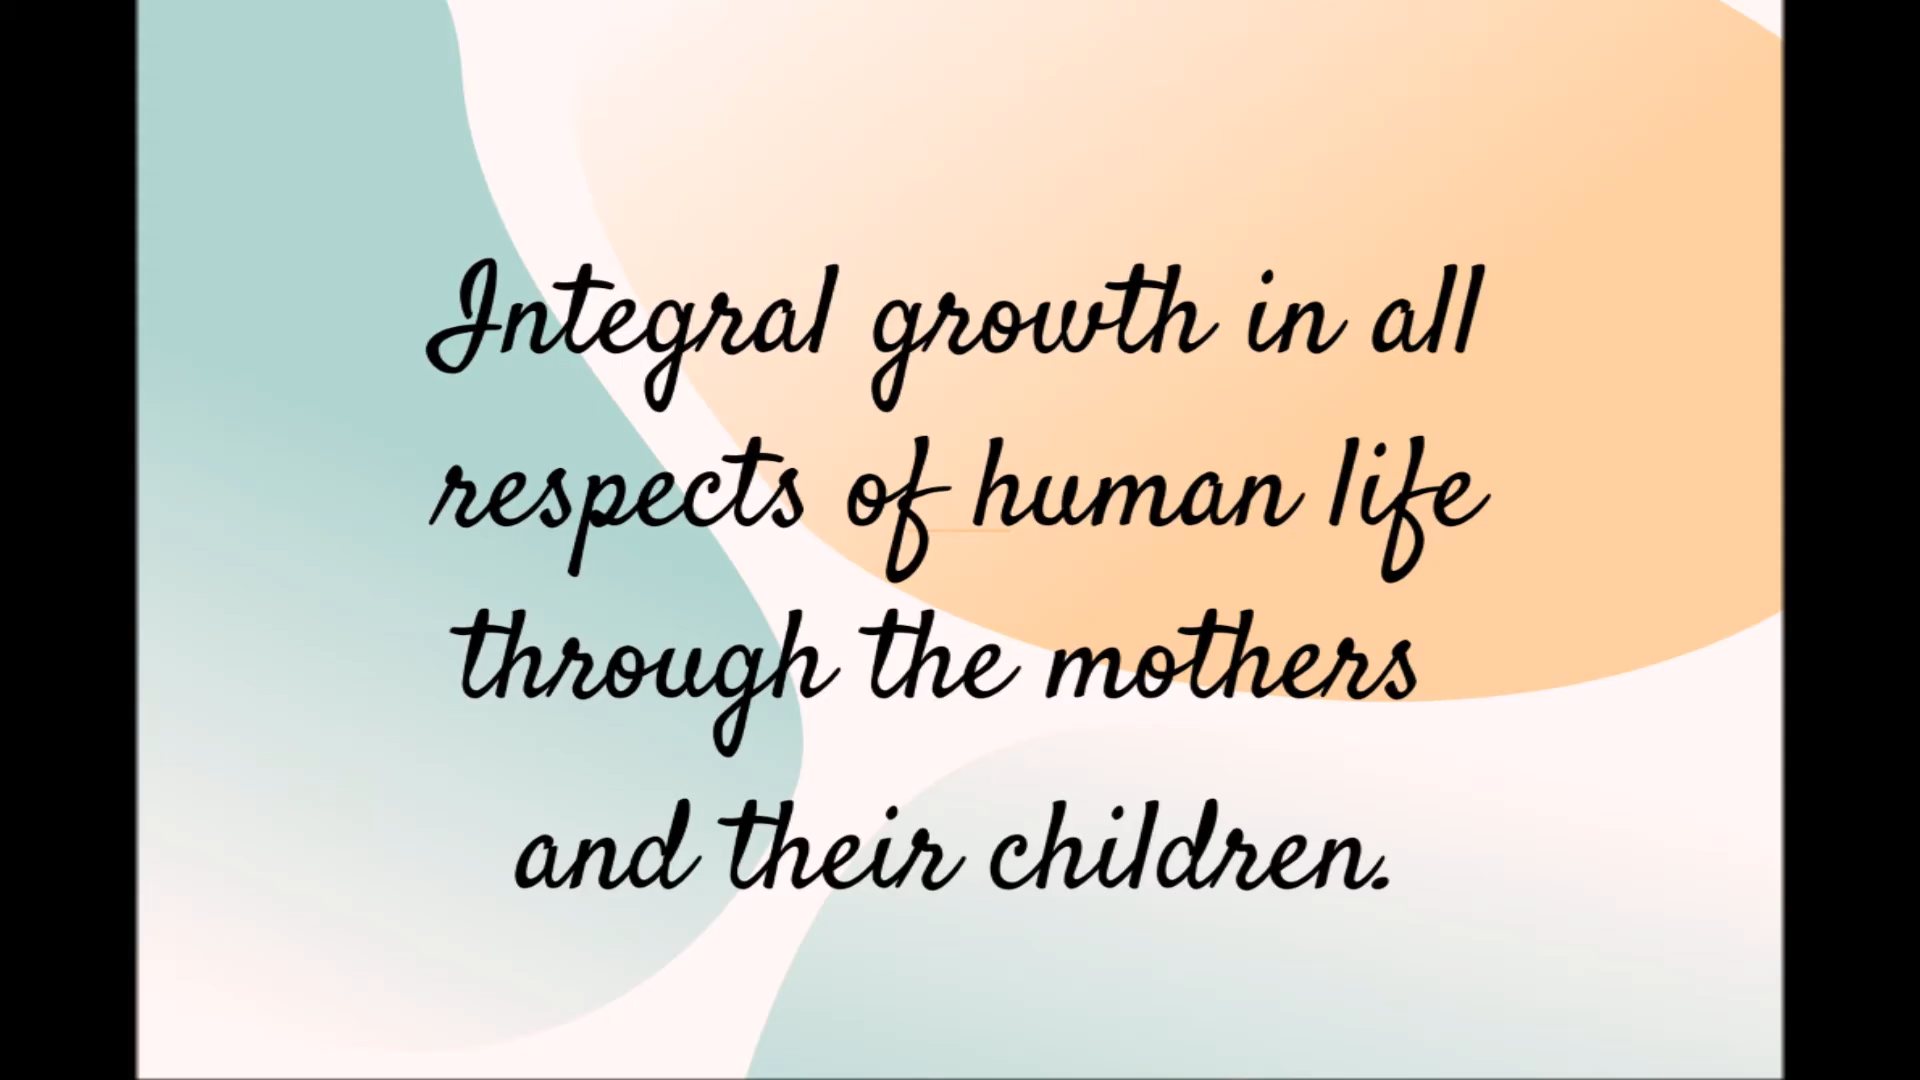 Integral growth in all
respects of human life
through the mothers
and their children.